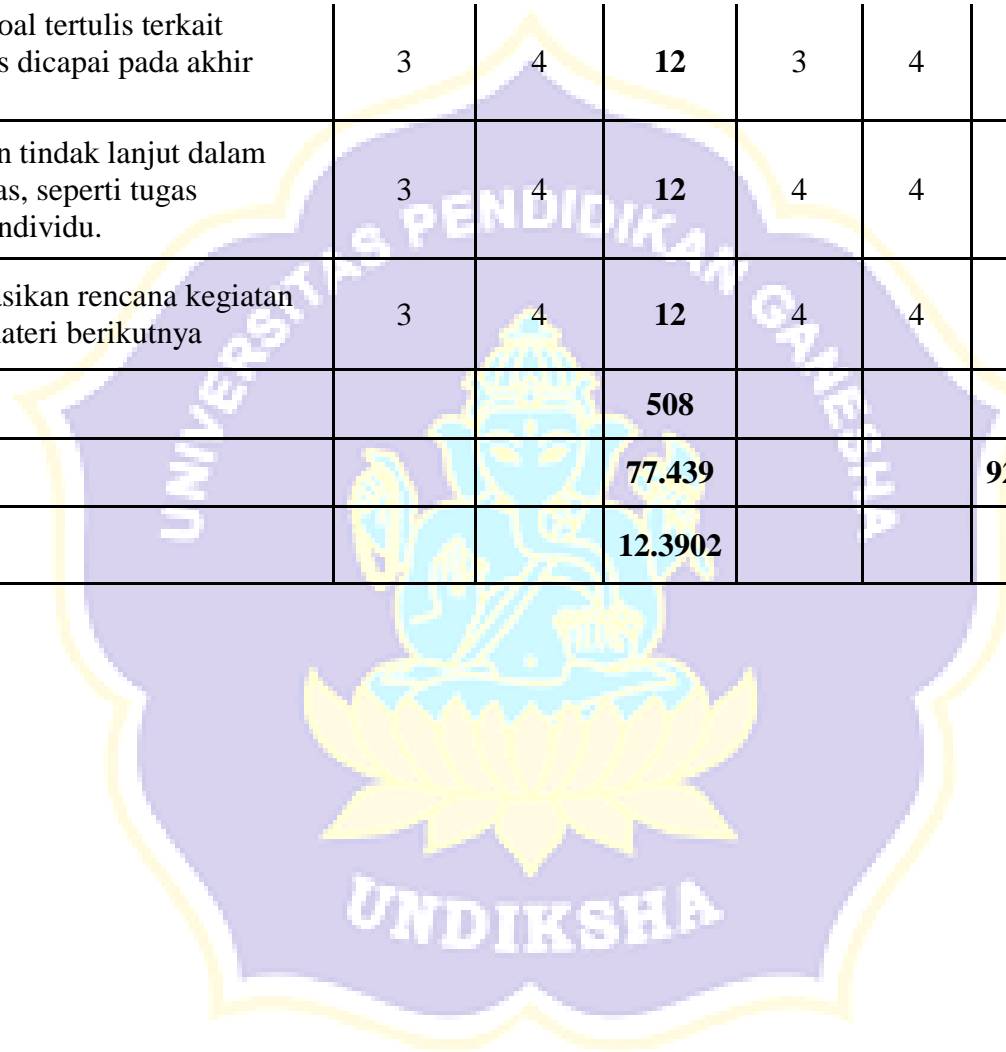 oal tertulis terkait
s dicapai pada akhir
3 4 12 3 4
n tindak lanjut dalam
as, seperti tugas
ndividu.
3 4 12 4 4
asikan rencana kegiatan
ateri berikutnya
3 4 12 4 4
508
77.439 92
12.3902
UNIVERSITAS PENDIDIKAN GANESHA
UNDIKSHA